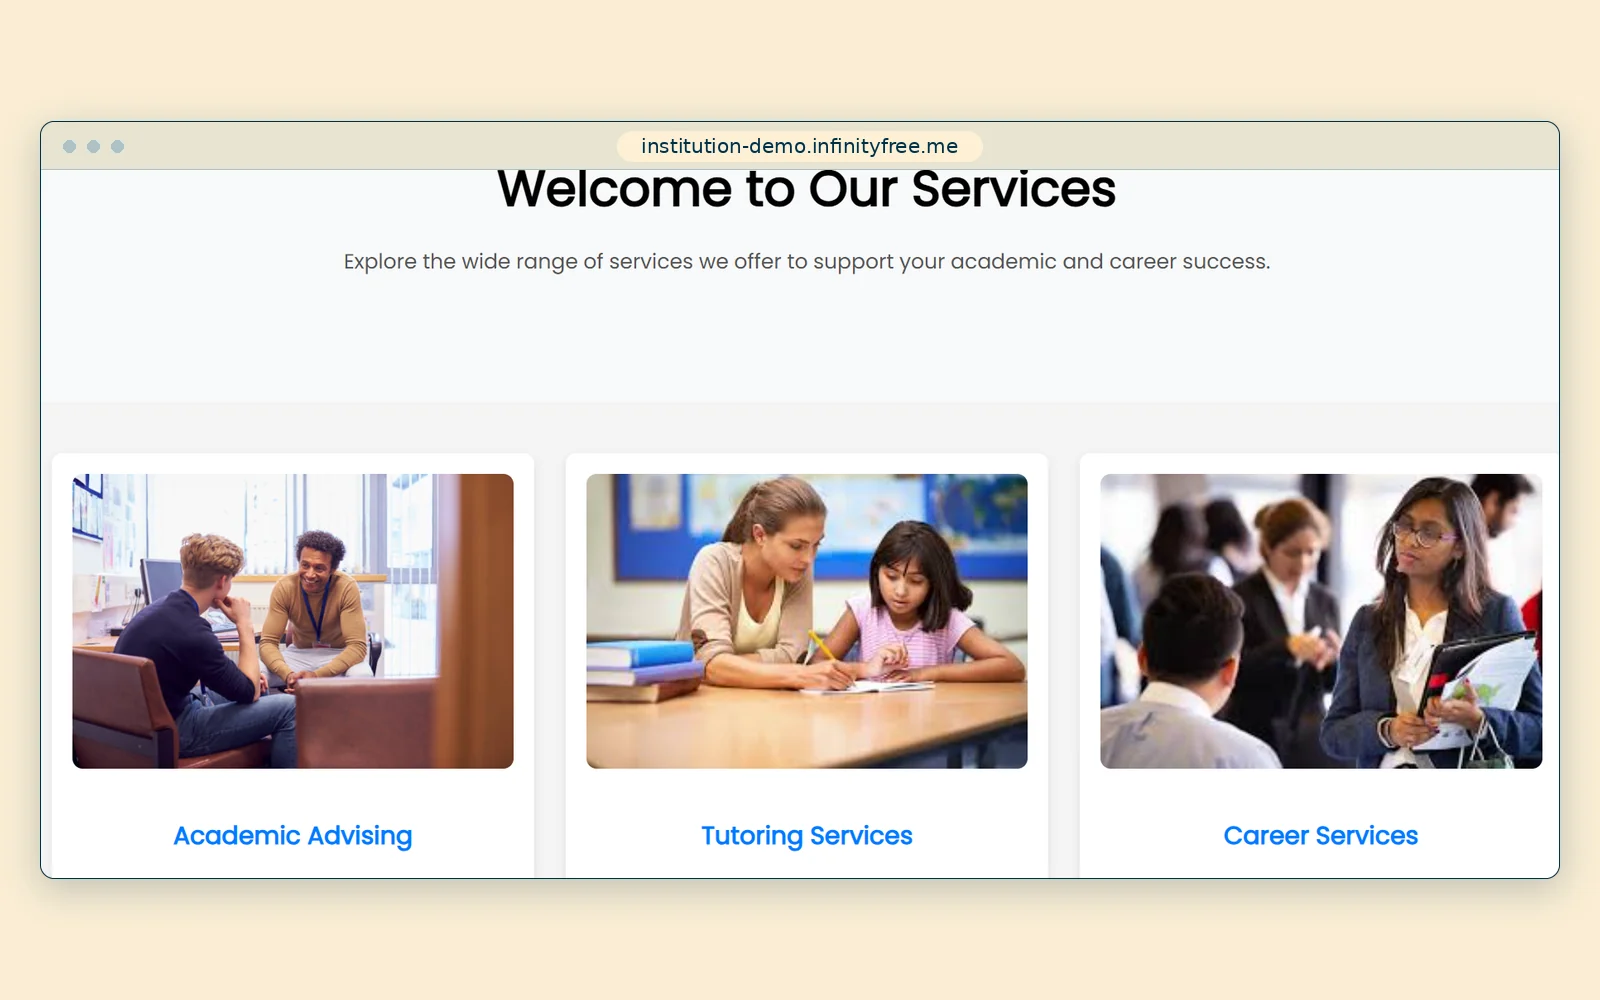 institution-demo.infinityfree.me
Welcome to Our Services
Explore the wide range of services we offer to support your academic and career success.
Academic Advising
Tutoring Services
Career Services